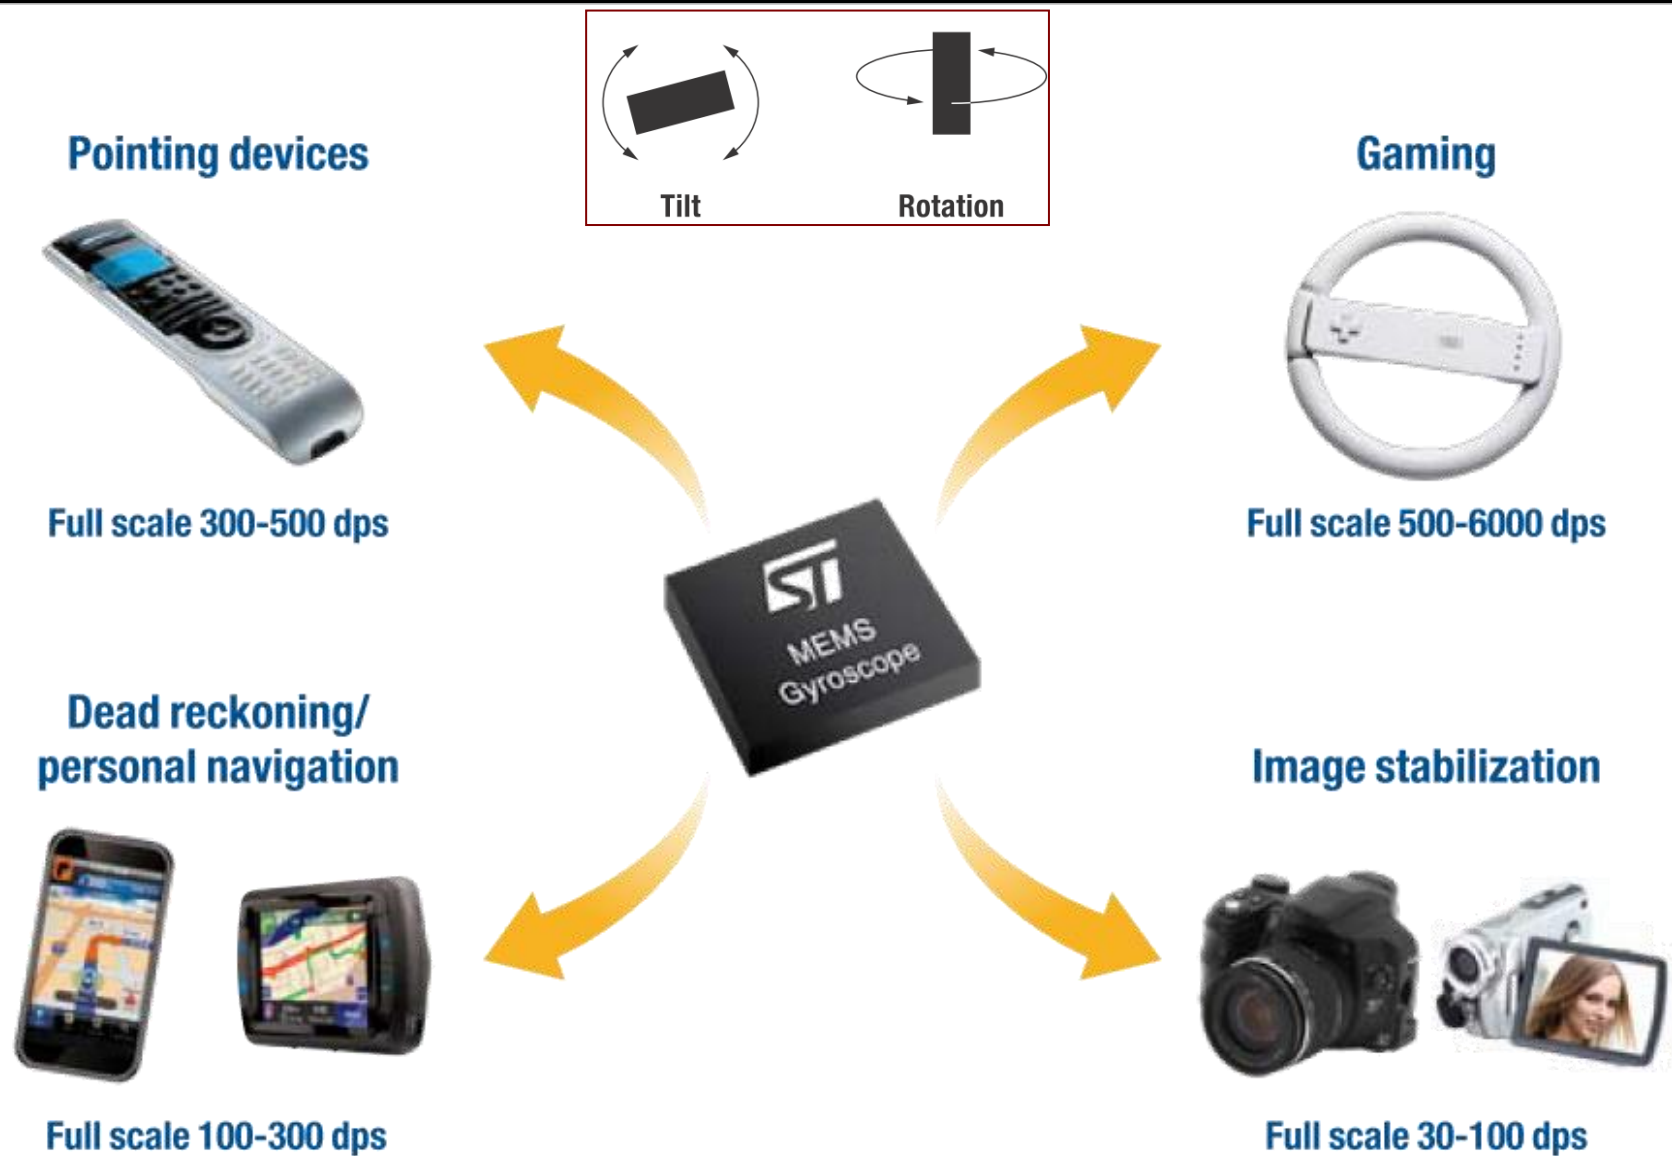 Tilt
Rotation
Pointing devices
Gaming
Full scale 300-500 dps
Full scale 500-6000 dps
ST
MEMS
Gyroscope
Dead reckoning/
personal navigation
Image stabilization
Full scale 100-300 dps
Full scale 30-100 dps